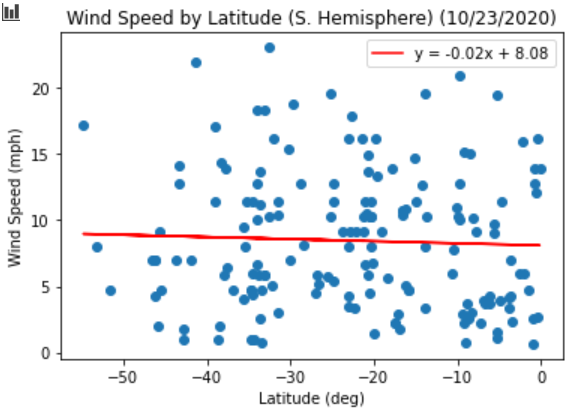 Wind Speed by Latitude (S. Hemisphere) (10/23/2020)
y = -0.02x + 8.08
Wind Speed (mph)
20
15
10
5
0
−50 −40 −30 −20 −10 0
Latitude (deg)